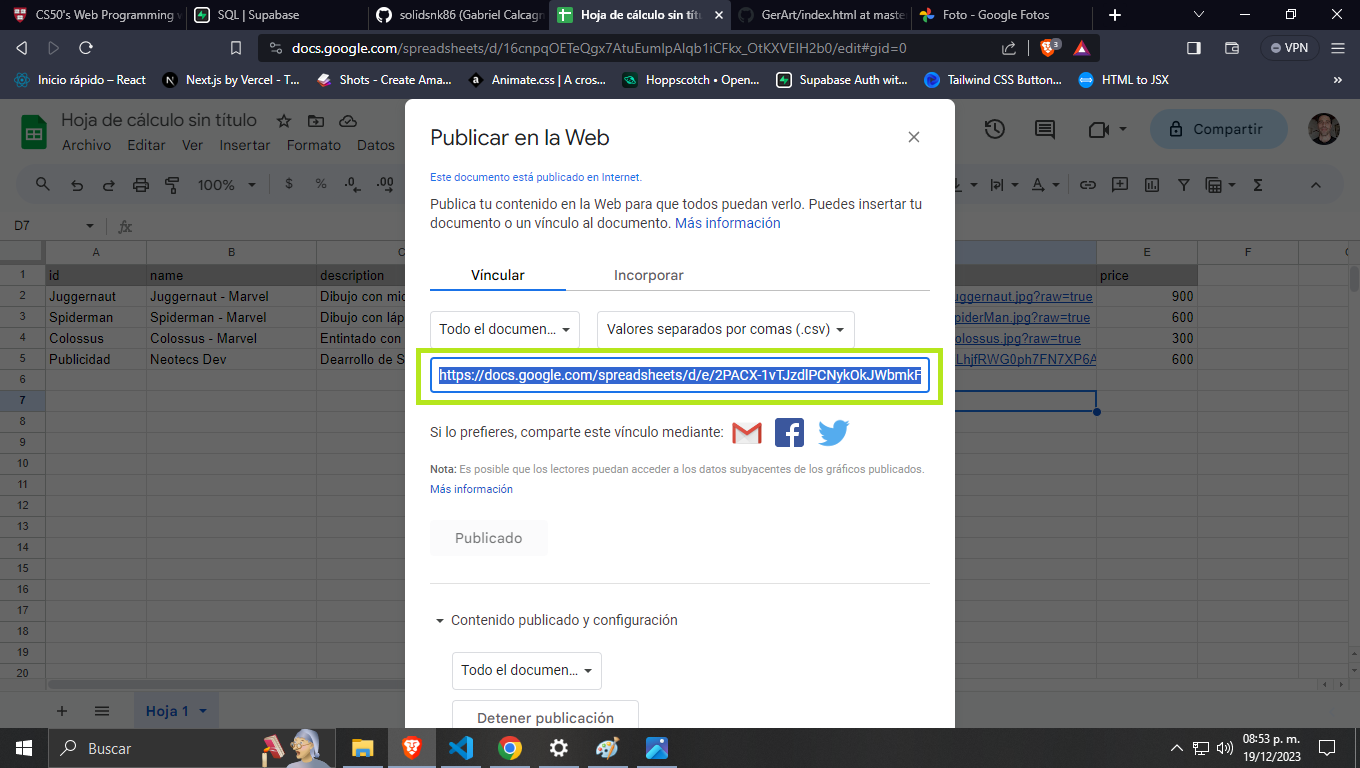 CS50's Web Programming
SQL | Supabase
solidsnk86 (Gabriel Calcagn
Hoja de cálculo sin títu
GerArt/index.html at maste
Foto - Google Fotos
docs.google.com/spreadsheets/d/16cnpqOETeQgx7AtuEumIpAIqb1iCFkx_OtKXVElH2b0/edit#gid=0
3
VPN
Inicio rápido – React
Next.js by Vercel - T...
Shots - Create Ama...
Animate.css | A cros...
Hoppscotch • Open...
Supabase Auth wit...
Tailwind CSS Button...
HTML to JSX
Hoja de cálculo sin título
Archivo Editar Ver Insertar Formato Datos
Compartir
100% $ % .0 .00
D7
fx
A B C E F
1 id name description price
2 Juggernaut Juggernaut - Marvel Dibujo con mic uggernaut.jpg?raw=true 900
3 Spiderman Spiderman - Marvel Dibujo con láp piderMan.jpg?raw=true 600
4 Colossus Colossus - Marvel Entintado con olossus.jpg?raw=true 300
5 Publicidad Neotecs Dev Dearrollo de S LhjfRWG0ph7FN7XP6A 600
6
7
8
9
10
11
12
13
14
15
16
17
18
19
20
Publicar en la Web
Este documento está publicado en Internet.
Publica tu contenido en la Web para que todos puedan verlo. Puedes insertar tu
documento o un vínculo al documento. Más información
Víncular Incorporar
Todo el documen... Valores separados por comas (.csv)
https://docs.google.com/spreadsheets/d/e/2PACX-1vTJzdlPCNykOkJWbmkF
Si lo prefieres, comparte este vínculo mediante:
Nota: Es posible que los lectores puedan acceder a los datos subyacentes de los gráficos publicados.
Más información
Publicado
Contenido publicado y configuración
Todo el documen...
Detener publicación
Hoja 1
Buscar
08:53 p. m.
19/12/2023